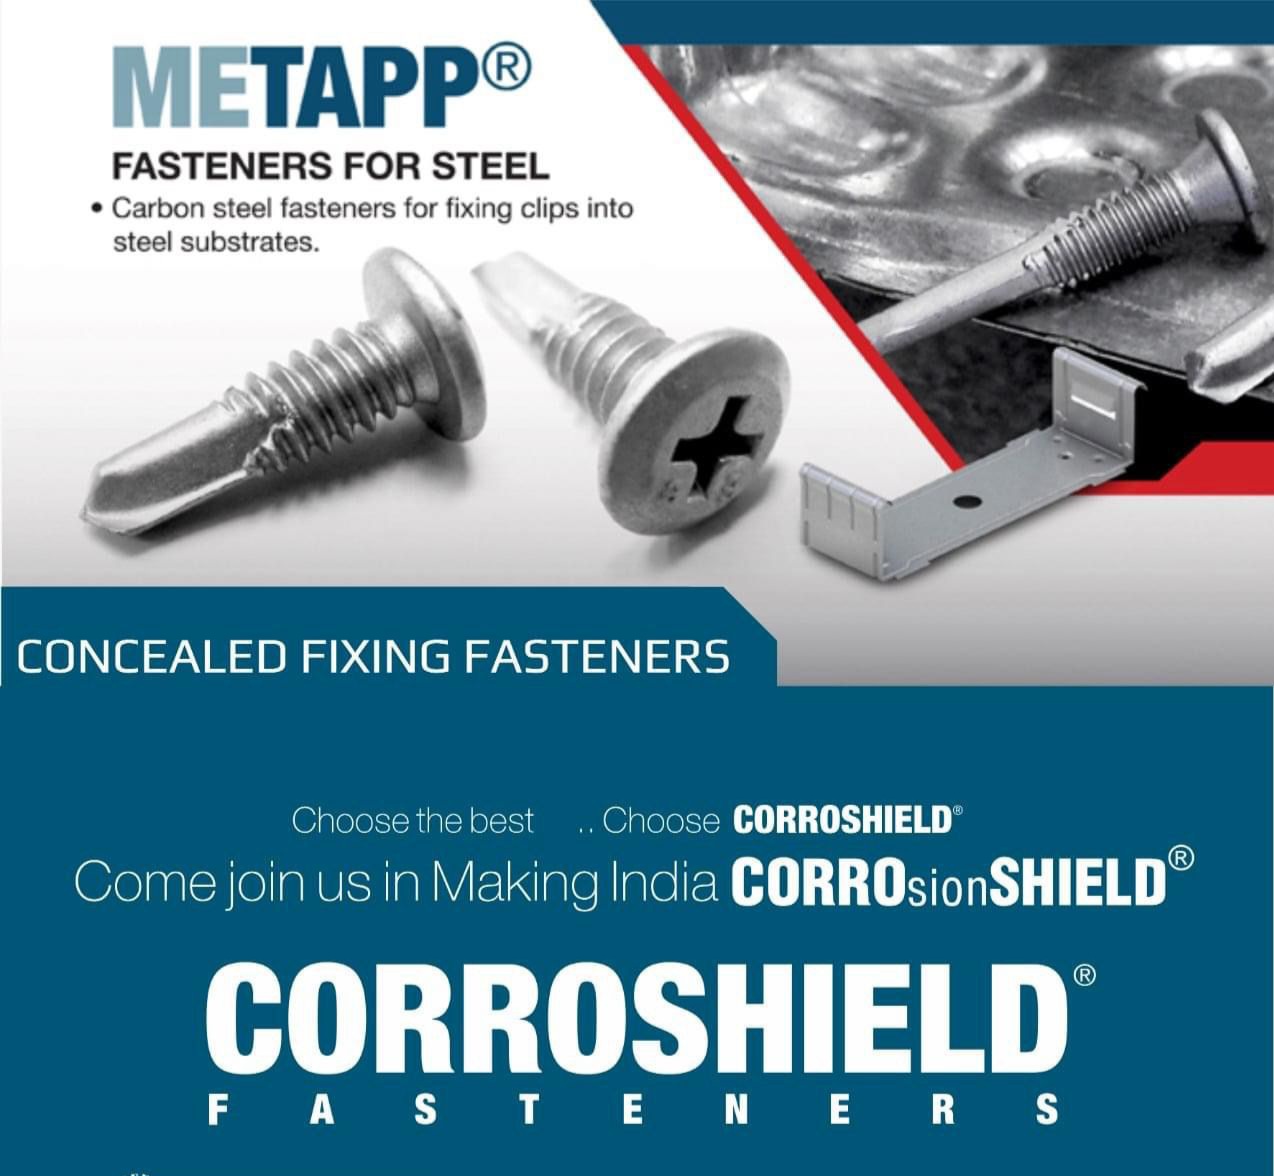 METAPP®
FASTENERS FOR STEEL
• Carbon steel fasteners for fixing clips into
steel substrates.
CONCEALED FIXING FASTENERS
Choose the best .. Choose CORROSHIELD®
Come join us in Making India CORROsionSHIELD®
CORROSHIELD®
FASTENERS